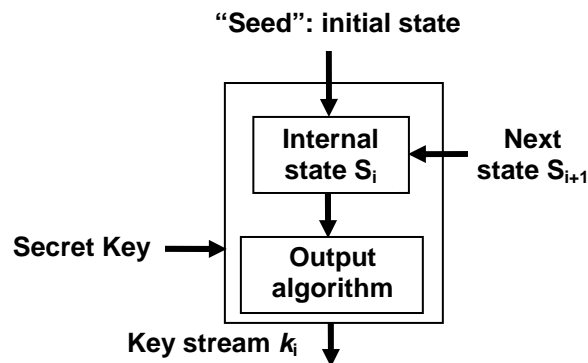 “Seed”: initial state
Internal
state Si
Next
state Si+1
Secret Key
Output
algorithm
Key stream ki